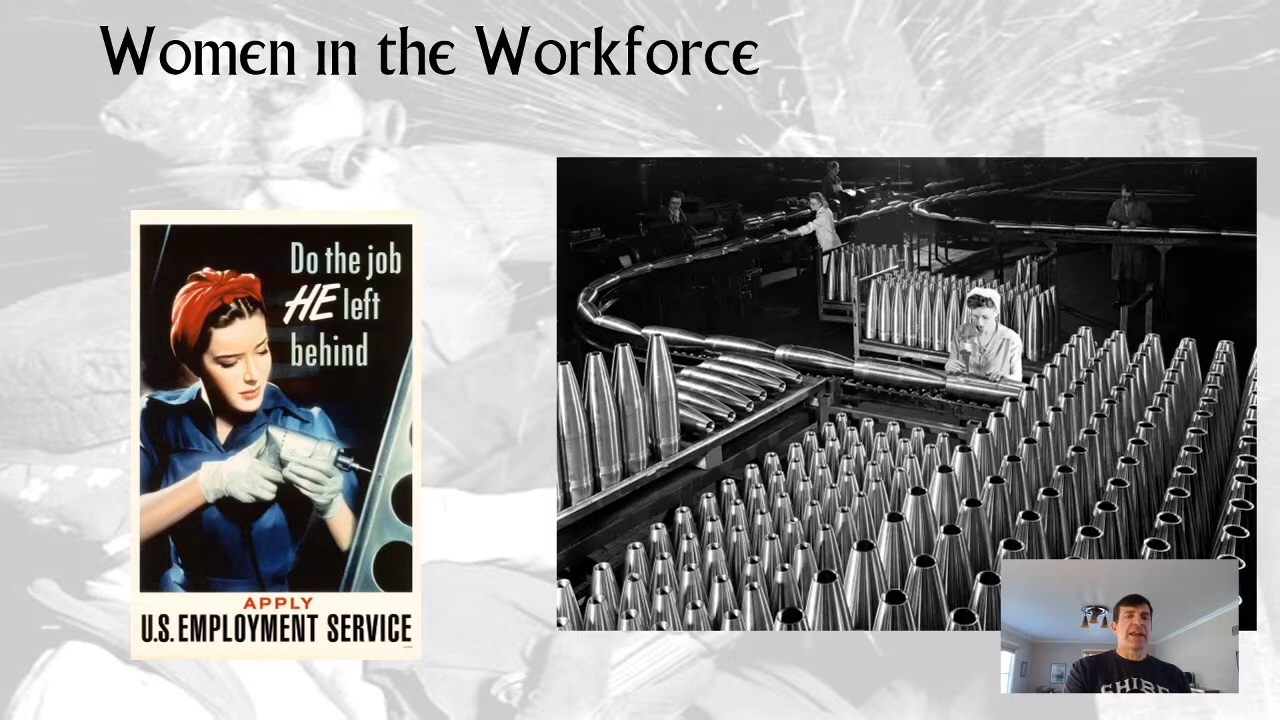 Women in the Workforce
Do the job
HE left
behind
APPLY
U.S. EMPLOYMENT SERVICE